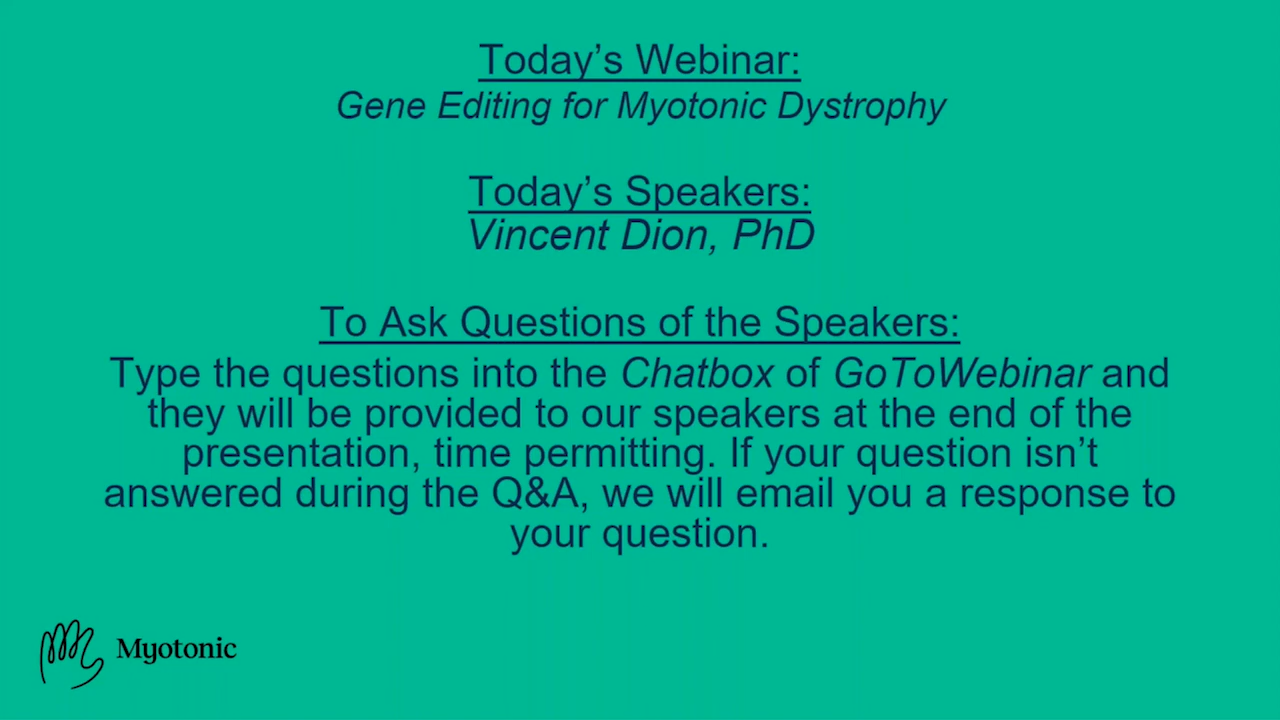 Today’s Webinar:
Gene Editing for Myotonic Dystrophy
Today’s Speakers:
Vincent Dion, PhD
To Ask Questions of the Speakers:
Type the questions into the Chatbox of GoToWebinar and
they will be provided to our speakers at the end of the
presentation, time permitting. If your question isn’t
answered during the Q&A, we will email you a response to
your question.
Myotonic